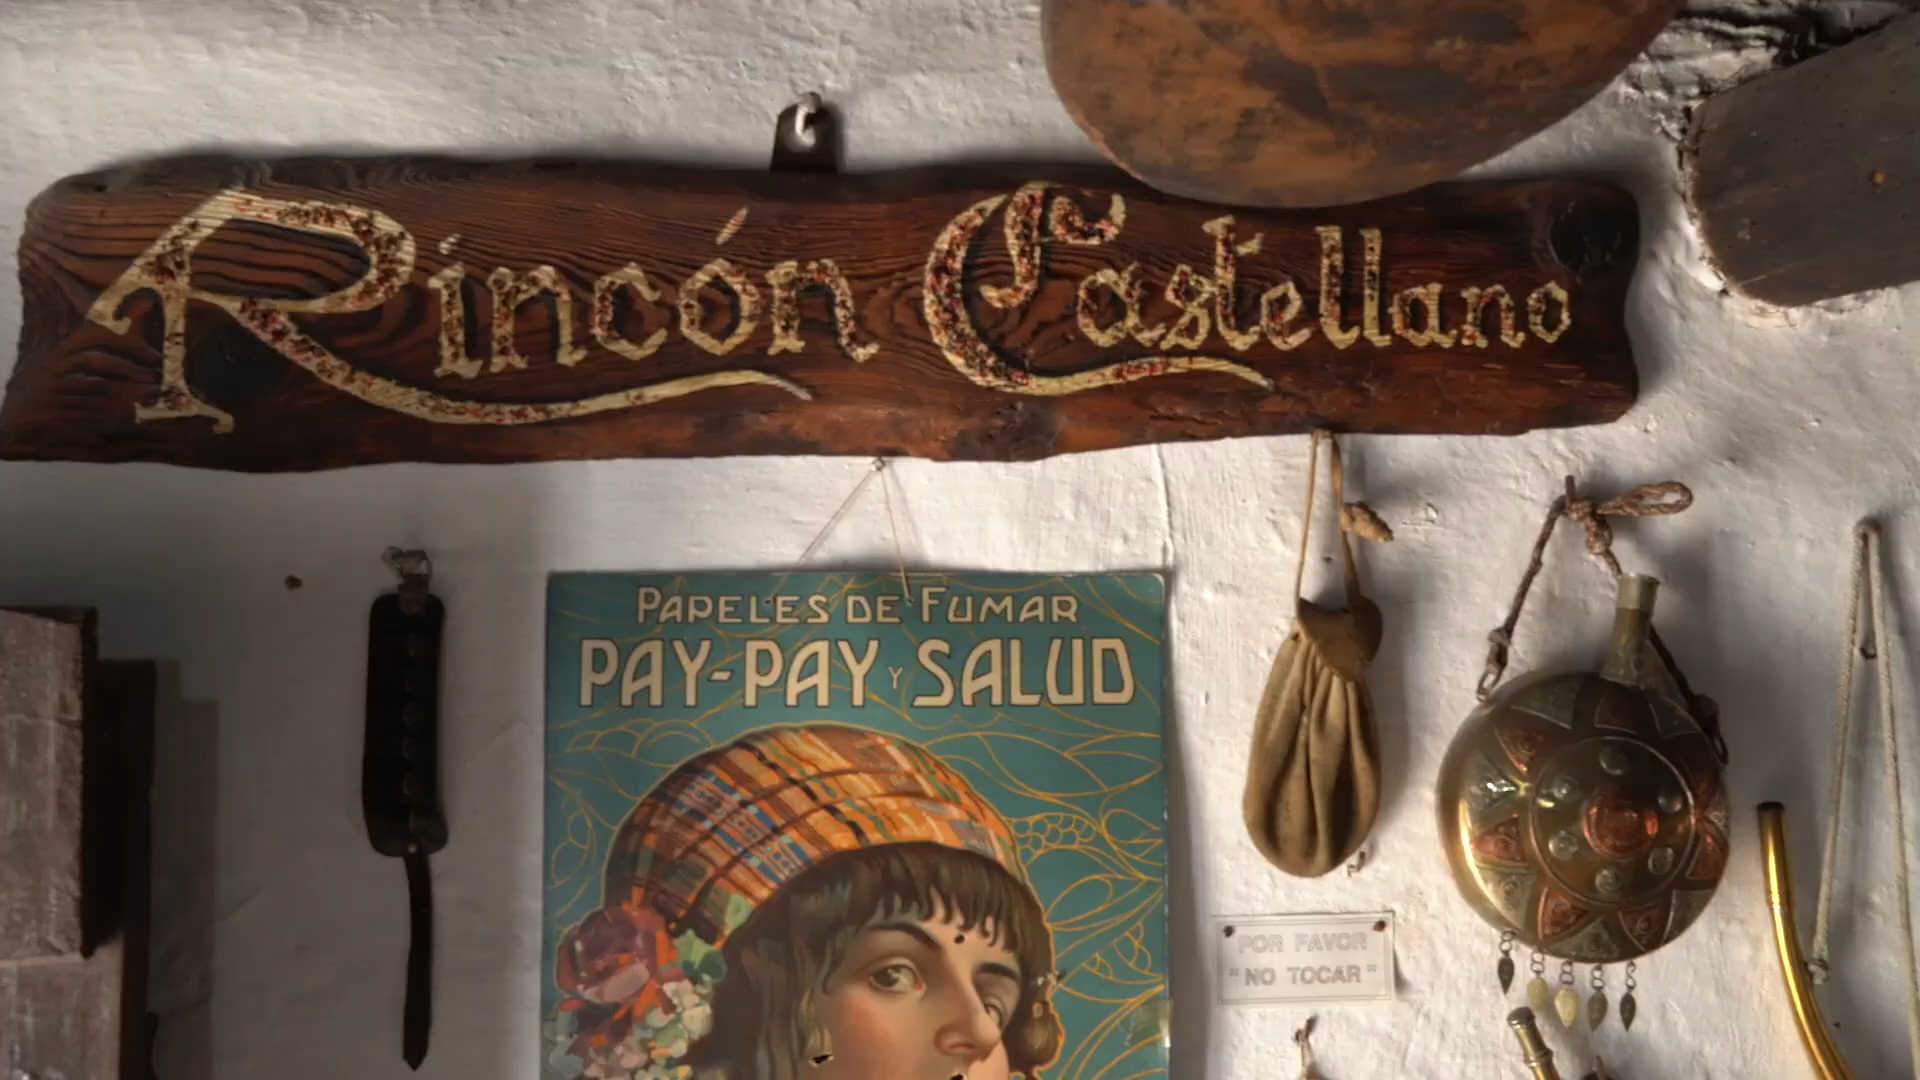 Rincón Castellano
PAPELES DE FUMAR
PAY-PAY Y SALUD
POR FAVOR
"NO TOCAR"